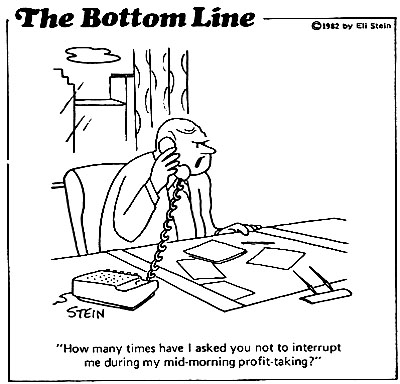 The Bottom Line
©1982 by Eli Stein
STEIN
"How many times have I asked you not to interrupt
me during my mid-morning profit-taking?"